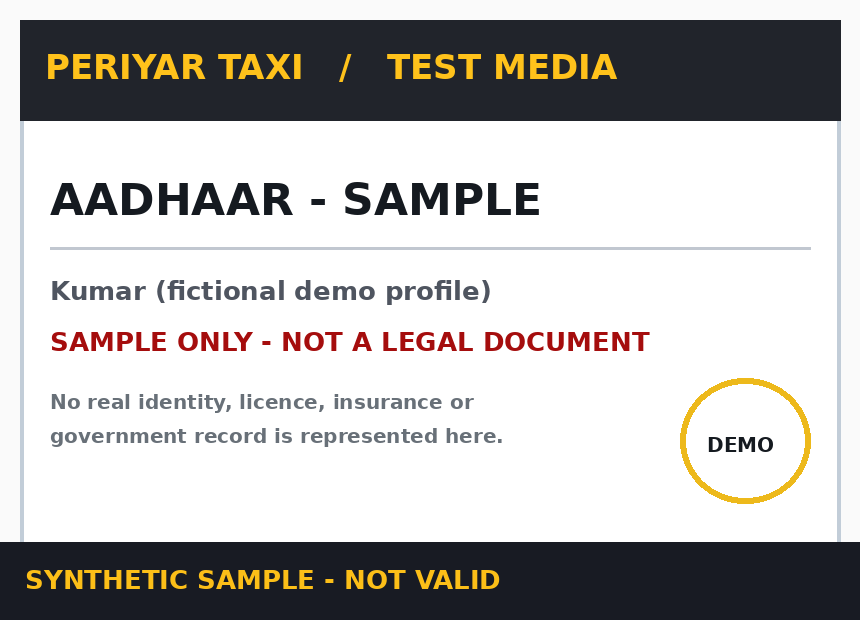 PERIYAR TAXI / TEST MEDIA
AADHAAR - SAMPLE
Kumar (fictional demo profile)
SAMPLE ONLY - NOT A LEGAL DOCUMENT
No real identity, licence, insurance or
government record is represented here.
DEMO
SYNTHETIC SAMPLE - NOT VALID